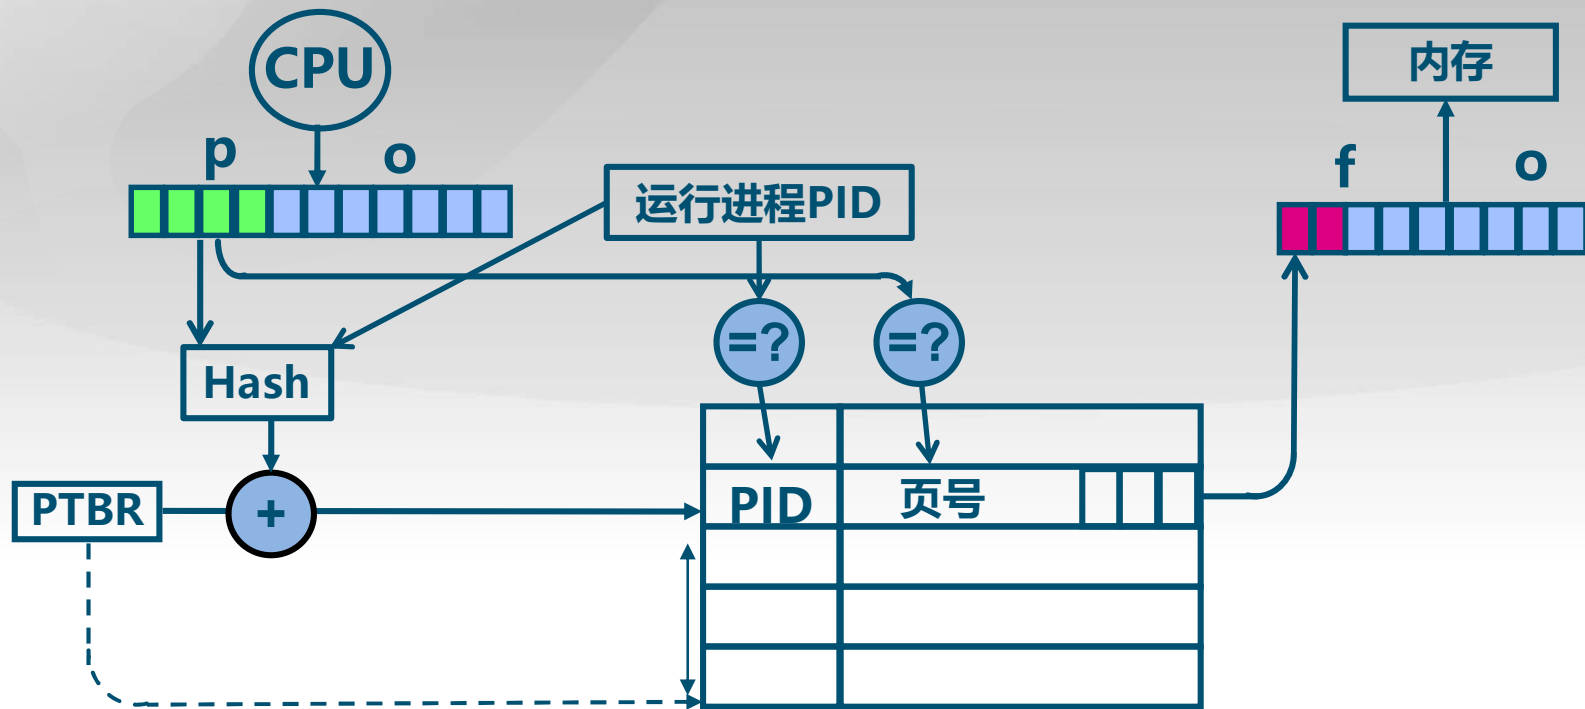 CPU
内存
p
o
f
o
运行进程PID
=?
=?
Hash
PTBR
+
PID
页号